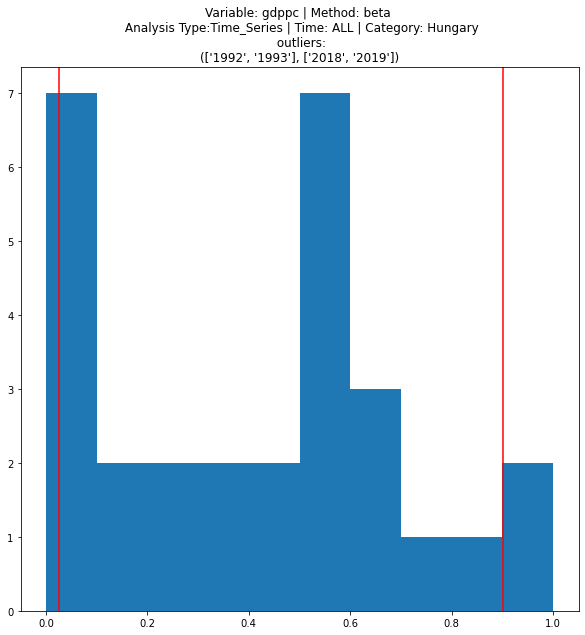 Variable: gdppc | Method: beta
Analysis Type:Time_Series | Time: ALL | Category: Hungary
outliers:
(['1992', '1993'], ['2018', '2019'])
7
6
5
4
3
2
1
0
0.0 0.2 0.4 0.6 0.8 1.0